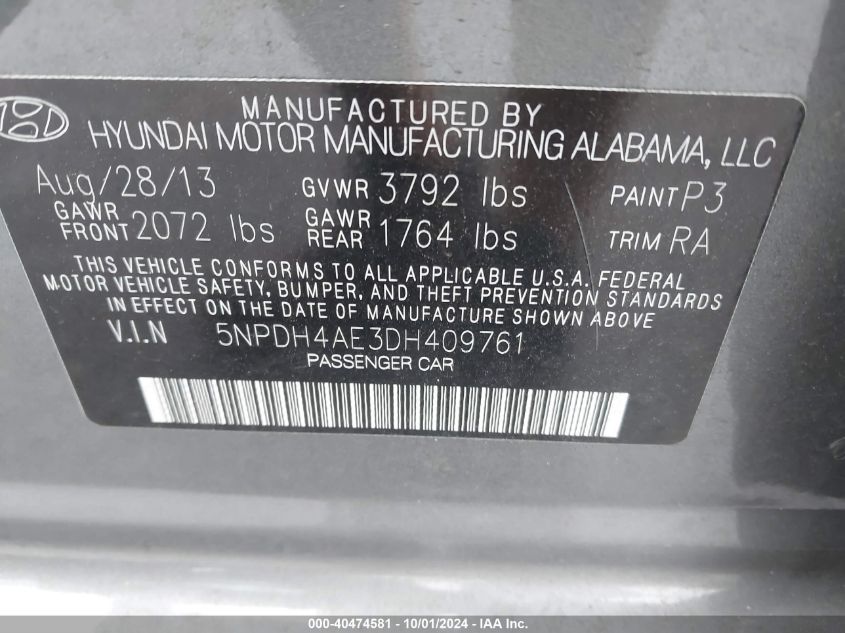 MANUFACTURED BY
HYUNDAI MOTOR MANUFACTURING ALABAMA, LLC
Aug/28/13 GVWR 3792 lbs PAINT P3
GAWR FRONT 2072 lbs GAWR REAR 1764 lbs TRIM RA
THIS VEHICLE CONFORMS TO ALL APPLICABLE U.S.A. FEDERAL
MOTOR VEHICLE SAFETY, BUMPER, AND THEFT PREVENTION STANDARDS
IN EFFECT ON THE DATE OF MANUFACTURE SHOWN ABOVE
V.I.N 5NPDH4AE3DH409761
PASSENGER CAR
000-40474581 - 10/01/2024 - IAA Inc.